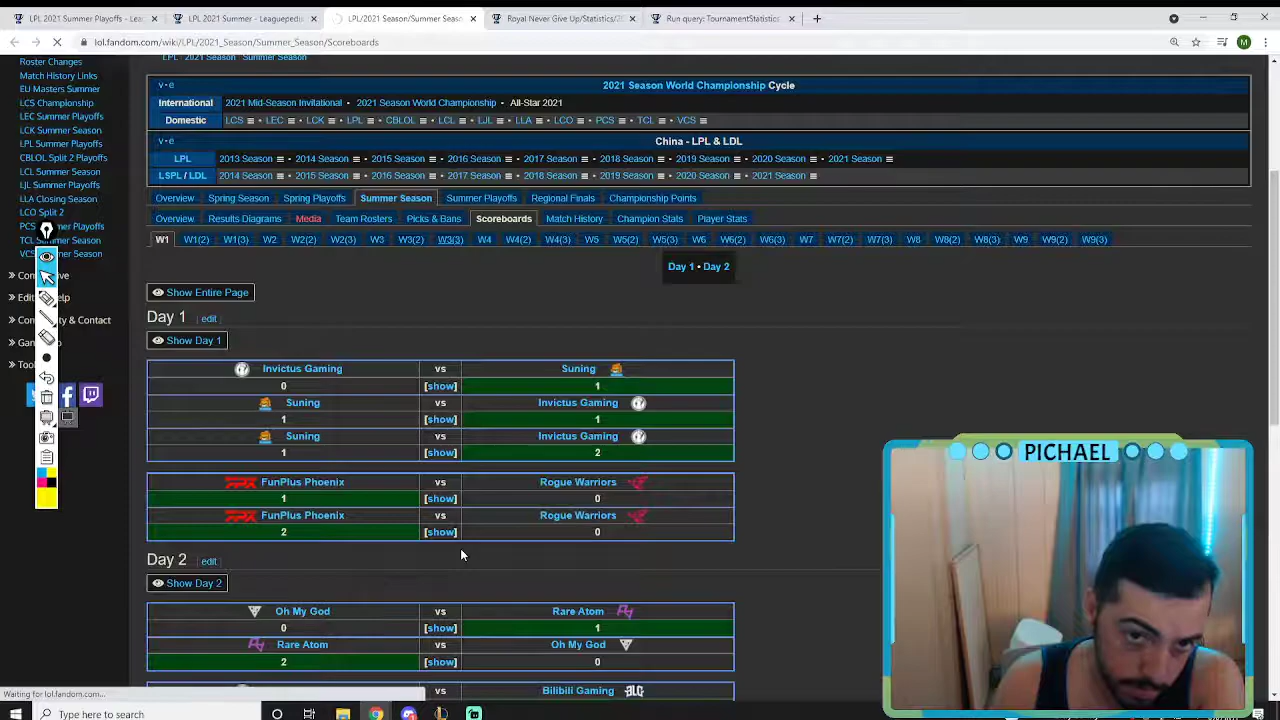 LPL 2021 Summer Playoffs - Lea
LPL 2021 Summer - Leaguepedia
LPL/2021 Season/Summer Seas
Royal Never Give Up/Statistics/2
Run query: TournamentStatistics
lol.fandom.com/wiki/LPL/2021_Season/Summer_Season/Scoreboards
M
Roster Changes
Match History Links
EU Masters Summer
LCS Championship
LEC Summer Playoffs
LCK Summer Season
LPL Summer Playoffs
CBLOL Split 2 Playoffs
LCL Summer Season
LJL Summer Playoffs
LLA Closing Season
LCO Split 2
PCS Summer Playoffs
TCL Summer Season
LPL 2021 Season Summer Season
v·e 2021 Season World Championship Cycle
International 2021 Mid-Season Invitational • 2021 Season World Championship • All-Star 2021
Domestic LCS • LEC • LCK • LPL • CBLOL • LCL • LJL • LLA • LCO • PCS • TCL • VCS
v·e China - LPL & LDL
LPL 2013 Season • 2014 Season • 2015 Season • 2016 Season • 2017 Season • 2018 Season • 2019 Season • 2020 Season • 2021 Season
LSPL / LDL 2014 Season • 2015 Season • 2016 Season • 2017 Season • 2018 Season • 2019 Season • 2020 Season • 2021 Season
Overview Spring Season Spring Playoffs Summer Season Summer Playoffs Regional Finals Championship Points
Overview Results Diagrams Media Team Rosters Picks & Bans Scoreboards Match History Champion Stats Player Stats
W1 W1(2) W1(3) W2 W2(2) W2(3) W3 W3(2) W3(3) W4 W4(2) W4(3) W5 W5(2) W5(3) W6 W6(2) W6(3) W7 W7(2) W7(3) W8 W8(2) W8(3) W9 W9(2) W9(3)
Day 1 • Day 2
Show Entire Page
Day 1 [edit]
Show Day 1
Invictus Gaming vs Suning
0 [show] 1
Suning vs Invictus Gaming
1 [show] 1
Suning vs Invictus Gaming
1 [show] 2
FunPlus Phoenix vs Rogue Warriors
1 [show] 0
FunPlus Phoenix vs Rogue Warriors
2 [show] 0
Day 2 [edit]
Show Day 2
Oh My God vs Rare Atom
0 [show] 1
Rare Atom vs Oh My God
2 [show] 0
vs Bilibili Gaming
PICHAEL
Waiting for lol.fandom.com...
Type here to search